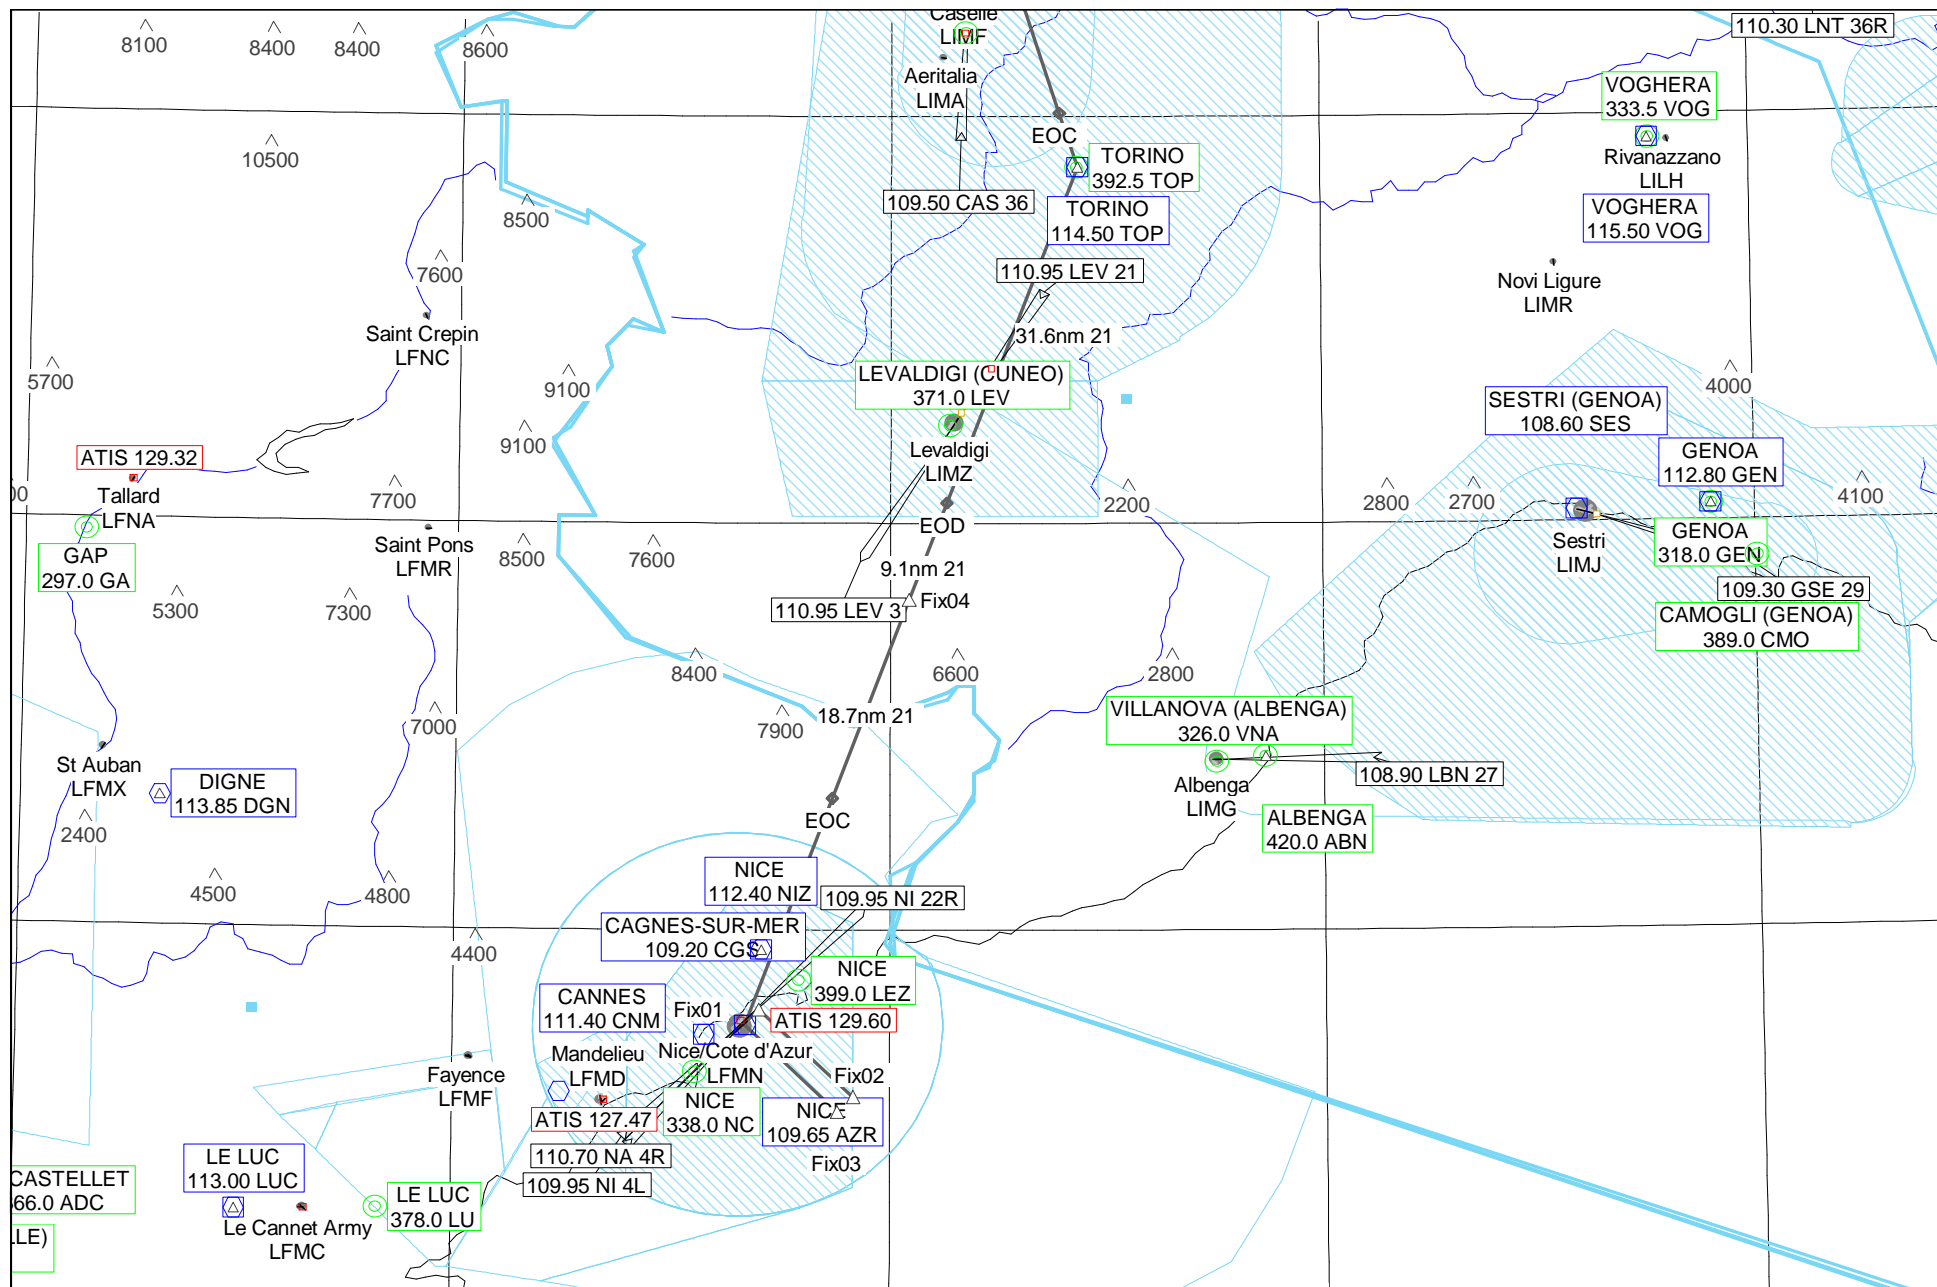 8100
8400
8400
8600
Caselle
LIMF
110.30 LNT 36R
Aeritalia
LIMA
VOGHERA
333.5 VOG
10500
EOC
TORINO
392.5 TOP
Rivanazzano
LILH
8500
109.50 CAS 36
TORINO
114.50 TOP
VOGHERA
115.50 VOG
7600
110.95 LEV 21
Novi Ligure
LIMR
Saint Crepin
LFNC
31.6nm 21
5700
9100
LEVALDIGI (CUNEO)
371.0 LEV
4000
SESTRI (GENOA)
108.60 SES
9100
ATIS 129.32
Levaldigi
LIMZ
GENOA
112.80 GEN
Tallard
LFNA
7700
2200
2800
2700
4100
EOD
GAP
297.0 GA
Saint Pons
LFMR
8500
7600
Sestri
LIMJ
GENOA
318.0 GEN
9.1nm 21
5300
7300
110.95 LEV 3
Fix04
109.30 GSE 29
CAMOGLI (GENOA)
389.0 CMO
8400
6600
2800
7000
7900
18.7nm 21
VILLANOVA (ALBENGA)
326.0 VNA
St Auban
LFMX
DIGNE
113.85 DGN
Albenga
LIMG
108.90 LBN 27
2400
EOC
ALBENGA
420.0 ABN
4500
4800
NICE
112.40 NIZ
109.95 NI 22R
CAGNES-SUR-MER
109.20 CGS
4400
NICE
399.0 LEZ
CANNES
111.40 CNM
Fix01
ATIS 129.60
Mandelieu
LFMD
Nice/Cote d'Azur
LFMN
Fayence
LFMF
Fix02
ATIS 127.47
NICE
338.0 NC
NICE
109.65 AZR
110.70 NA 4R
Fix03
109.95 NI 4L
LE LUC
113.00 LUC
CASTELLET
66.0 ADC
LE LUC
378.0 LU
Le Cannet Army
LFMC
LE)